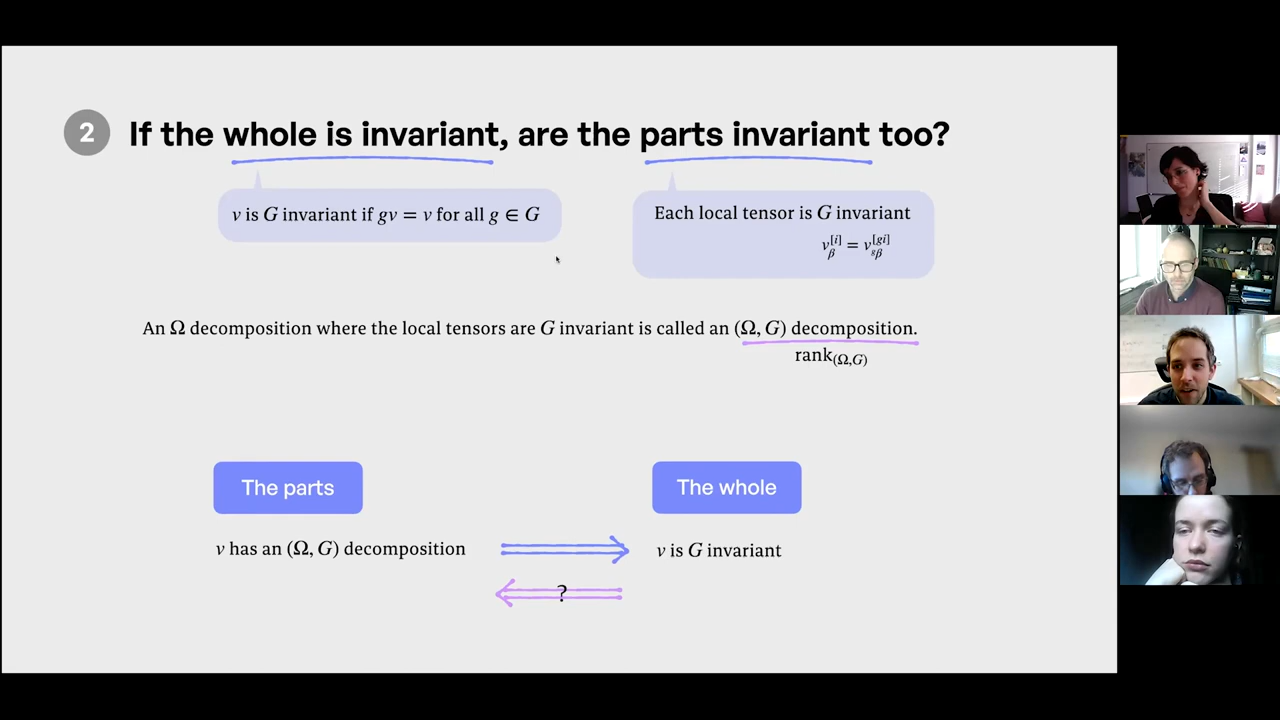 2
If the whole is invariant, are the parts invariant too?
v is G invariant if gv = v for all g ∈ G
Each local tensor is G invariant
v_β^[i] = v_{gβ}^[gi]
An Ω decomposition where the local tensors are G invariant is called an (Ω, G) decomposition.
rank_(Ω,G)
The parts
The whole
v has an (Ω, G) decomposition
v is G invariant
?